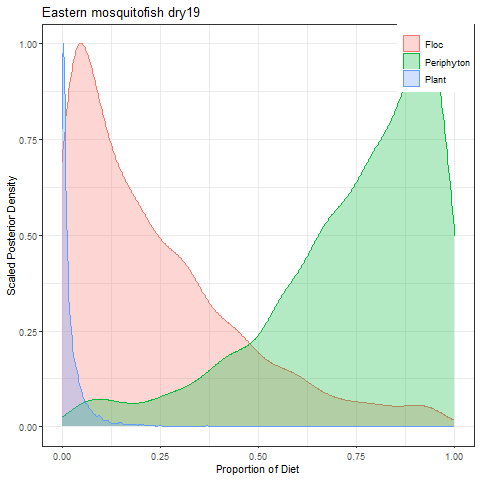 Eastern mosquitofish dry19
Floc
Periphyton
Plant
1.00
0.75
0.50
0.25
0.00
Scaled Posterior Density
0.00 0.25 0.50 0.75 1.00
Proportion of Diet